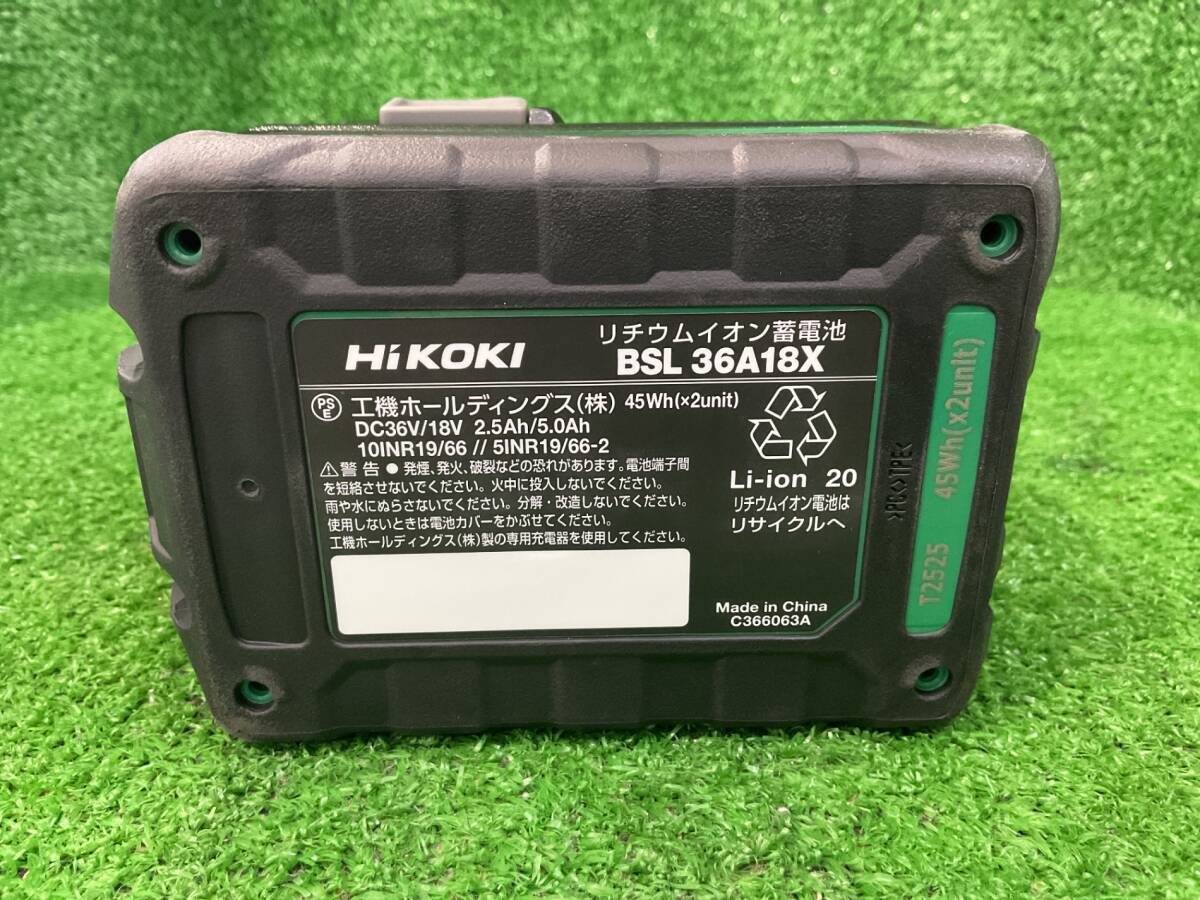 リチウムイオン蓄電池
HiKOKI BSL 36A18X
PS E 工機ホールディングス(株) 45Wh(×2unit)
DC36V/18V 2.5Ah/5.0Ah
10INR19/66 // 5INR19/66-2
⚠警告 ● 発煙、発火、破裂などの恐れがあります。電池端子間
を短絡させないでください。火中に投入しないでください。
雨や水にぬらさないでください。分解・改造しないでください。
使用しないときは電池カバーをかぶせてください。
工機ホールディングス(株)製の専用充電器を使用してください。
Li-ion 20
リチウムイオン電池は
リサイクルへ
Made in China
C366063A
>PC<>TPE<
T2525 45Wh(x2unit)